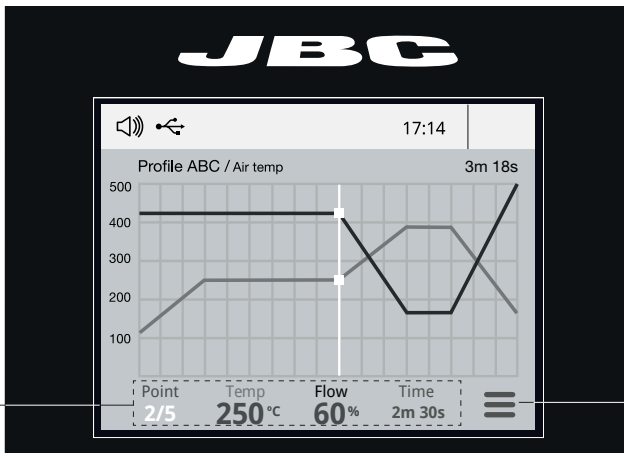 JBC
17:14
Profile ABC / Air temp 3m 18s
500
400
300
200
100
Point Temp Flow Time
2/5 250 °C 60 % 2m 30s